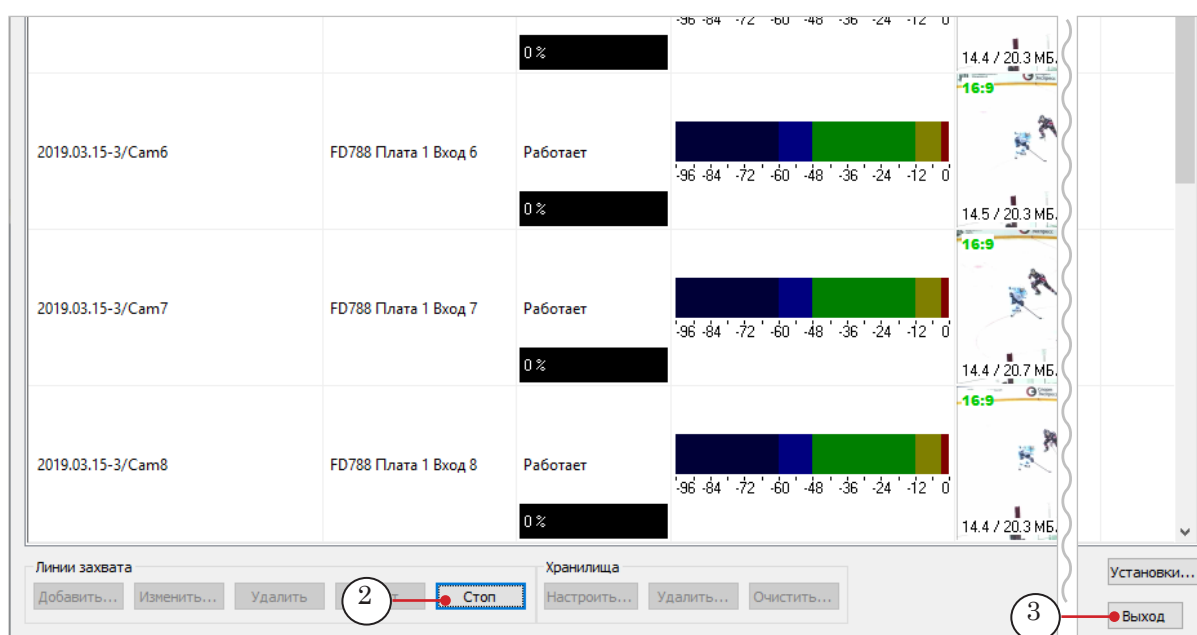 -96 -84 -72 -60 -48 -36 -24 -12 0
0 %
14.4 / 20.3 МБ.
16:9
2019.03.15-3/Cam6
FD788 Плата 1 Вход 6
Работает
-96 -84 -72 -60 -48 -36 -24 -12 0
0 %
14.5 / 20.3 МБ.
16:9
2019.03.15-3/Cam7
FD788 Плата 1 Вход 7
Работает
-96 -84 -72 -60 -48 -36 -24 -12 0
0 %
14.4 / 20.7 МБ.
16:9
2019.03.15-3/Cam8
FD788 Плата 1 Вход 8
Работает
-96 -84 -72 -60 -48 -36 -24 -12 0
0 %
14.4 / 20.3 МБ.
Линии захвата
Добавить...
Изменить...
Удалить
2
Стоп
Хранилища
Настроить...
Удалить...
Очистить...
Установки...
3
Выход